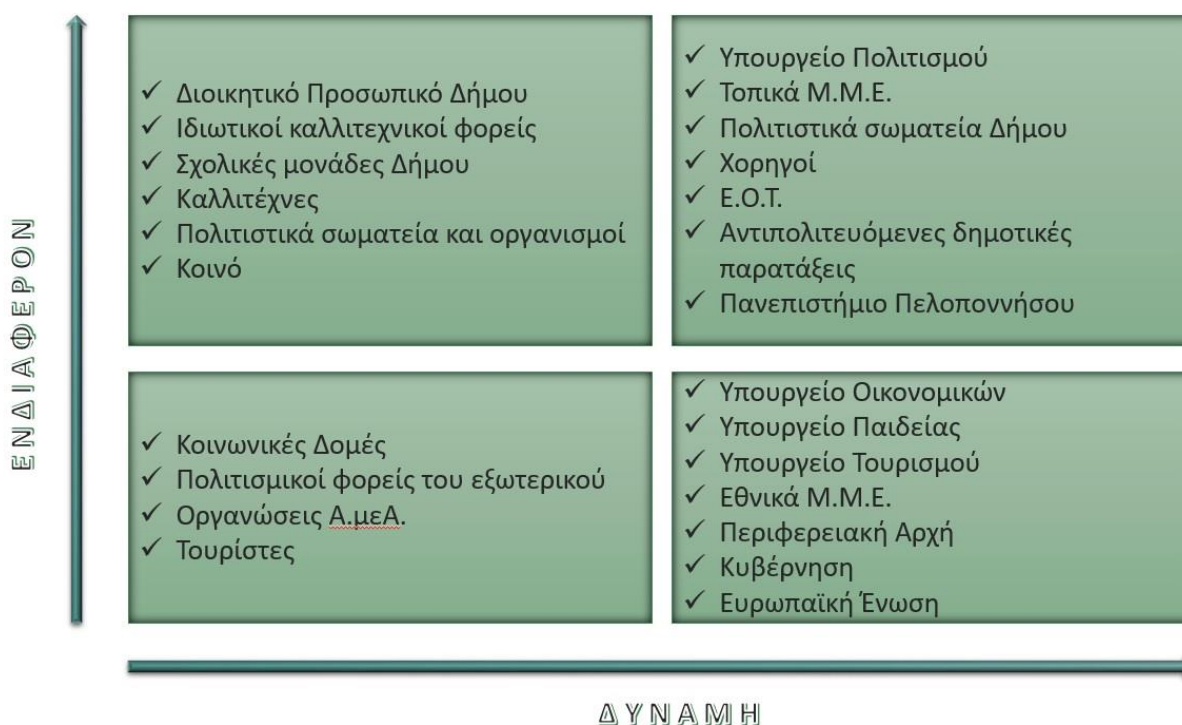 ✓ Διοικητικό Προσωπικό Δήμου
✓ Ιδιωτικοί καλλιτεχνικοί φορείς
✓ Σχολικές μονάδες Δήμου
✓ Καλλιτέχνες
✓ Πολιτιστικά σωματεία και οργανισμοί
✓ Κοινό
✓ Υπουργείο Πολιτισμού
✓ Τοπικά Μ.Μ.Ε.
✓ Πολιτιστικά σωματεία Δήμου
✓ Χορηγοί
✓ Ε.Ο.Τ.
✓ Αντιπολιτευόμενες δημοτικές
παρατάξεις
✓ Πανεπιστήμιο Πελοποννήσου
ΕΝΔΙΑΦΕΡΟΝ
✓ Κοινωνικές Δομές
✓ Πολιτισμικοί φορείς του εξωτερικού
✓ Οργανώσεις Α.μεΑ.
✓ Τουρίστες
✓ Υπουργείο Οικονομικών
✓ Υπουργείο Παιδείας
✓ Υπουργείο Τουρισμού
✓ Εθνικά Μ.Μ.Ε.
✓ Περιφερειακή Αρχή
✓ Κυβέρνηση
✓ Ευρωπαϊκή Ένωση
ΔΥΝΑΜΗ